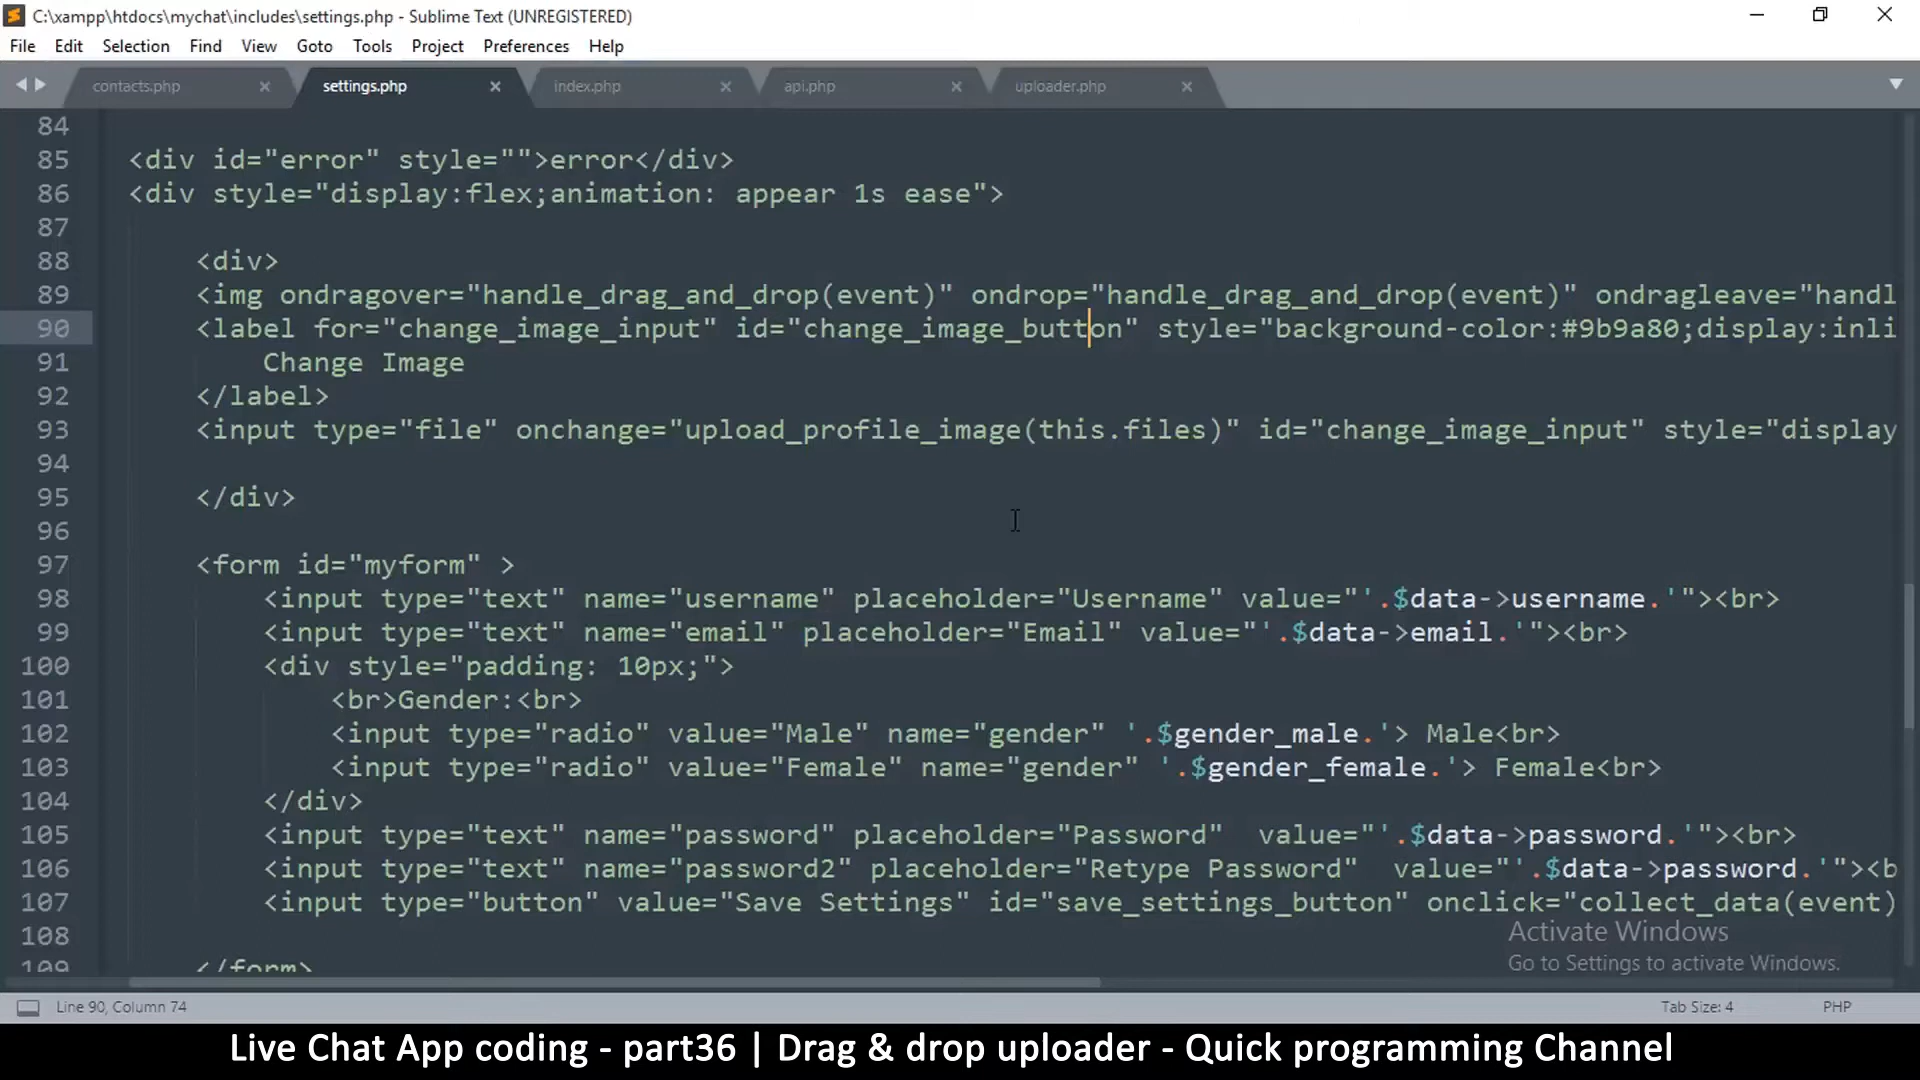 C:\xampp\htdocs\mychat\includes\settings.php - Sublime Text (UNREGISTERED)
File Edit Selection Find View Goto Tools Project Preferences Help
contacts.php settings.php index.php api.php uploader.php
84
85 <div id="error" style="">error</div>
86 <div style="display:flex;animation: appear 1s ease">
87
88 <div>
89 <img ondragover="handle_drag_and_drop(event)" ondrop="handle_drag_and_drop(event)" ondragleave="handl
90 <label for="change_image_input" id="change_image_button" style="background-color:#9b9a80;display:inli
91 Change Image
92 </label>
93 <input type="file" onchange="upload_profile_image(this.files)" id="change_image_input" style="display
94
95 </div>
96
97 <form id="myform" >
98 <input type="text" name="username" placeholder="Username" value="'.$data->username.'"><br>
99 <input type="text" name="email" placeholder="Email" value="'.$data->email.'"><br>
100 <div style="padding: 10px;">
101 <br>Gender:<br>
102 <input type="radio" value="Male" name="gender" '.$gender_male.'> Male<br>
103 <input type="radio" value="Female" name="gender" '.$gender_female.'> Female<br>
104 </div>
105 <input type="text" name="password" placeholder="Password"  value="'.$data->password.'"><br>
106 <input type="text" name="password2" placeholder="Retype Password"  value="'.$data->password.'"><b
107 <input type="button" value="Save Settings" id="save_settings_button" onclick="collect_data(event)
108
109 </form>
Activate Windows
Go to Settings to activate Windows.
Line 90, Column 74 Tab Size: 4 PHP
Live Chat App coding - part36 | Drag & drop uploader - Quick programming Channel